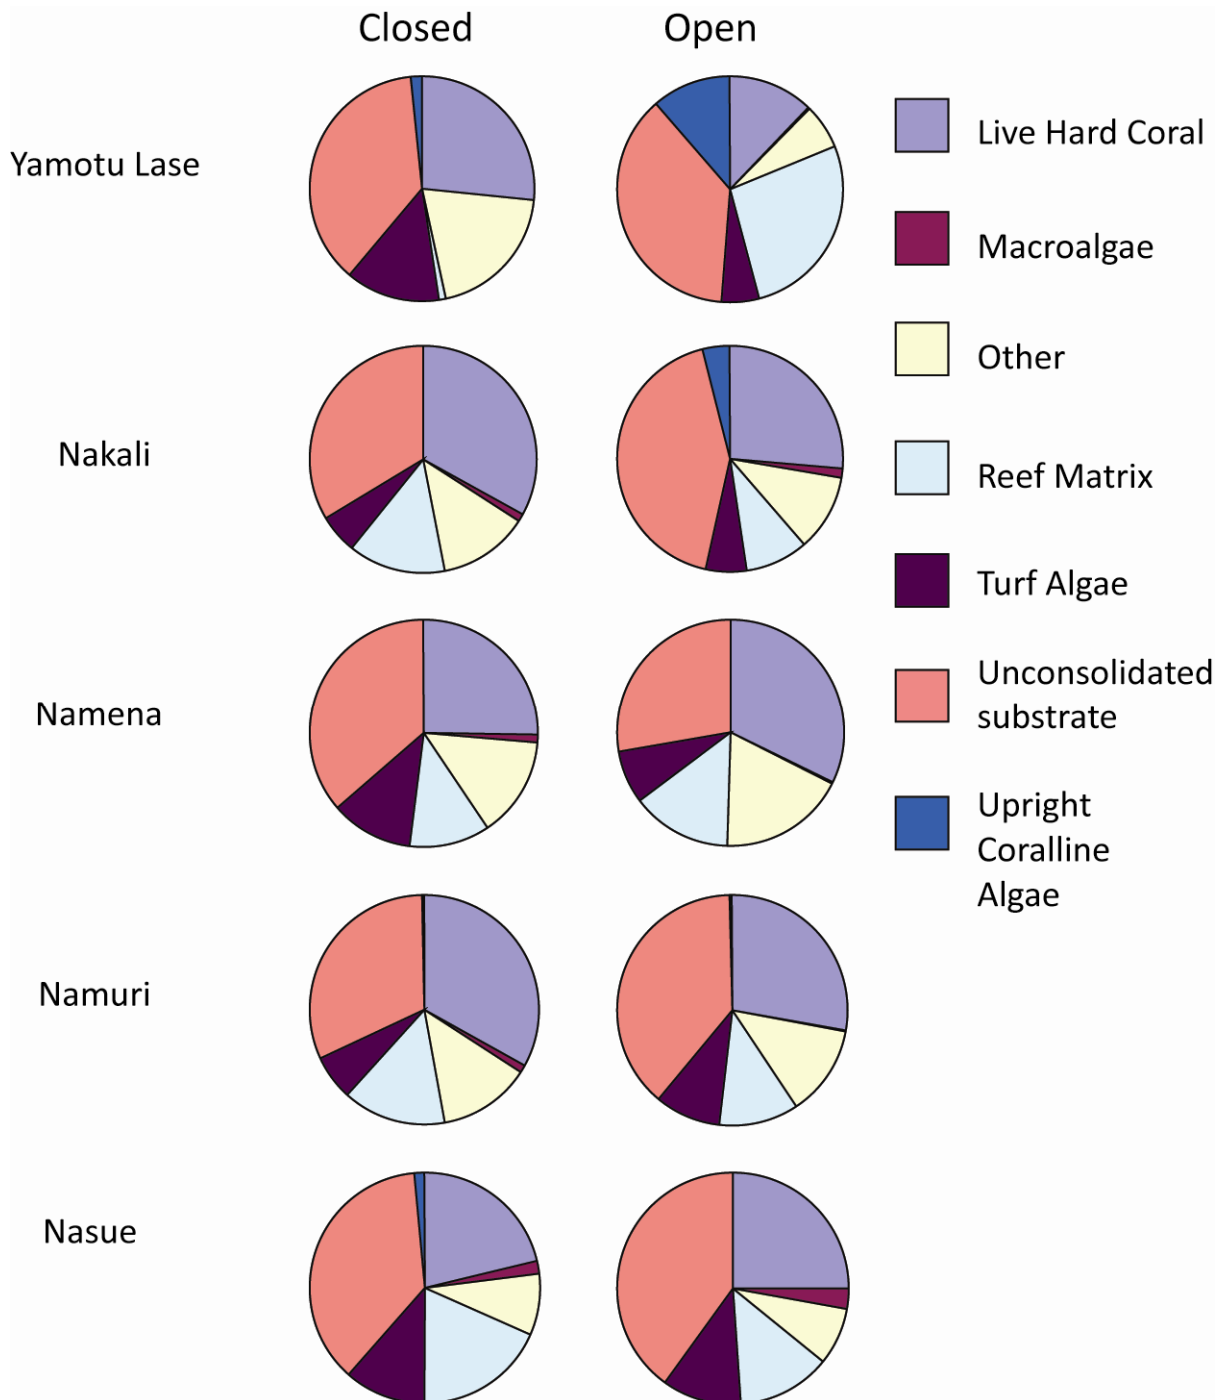 Closed
Open
Yamotu Lase
Nakali
Namena
Namuri
Nasue
Live Hard Coral
Macroalgae
Other
Reef Matrix
Turf Algae
Unconsolidated
substrate
Upright
Coralline
Algae